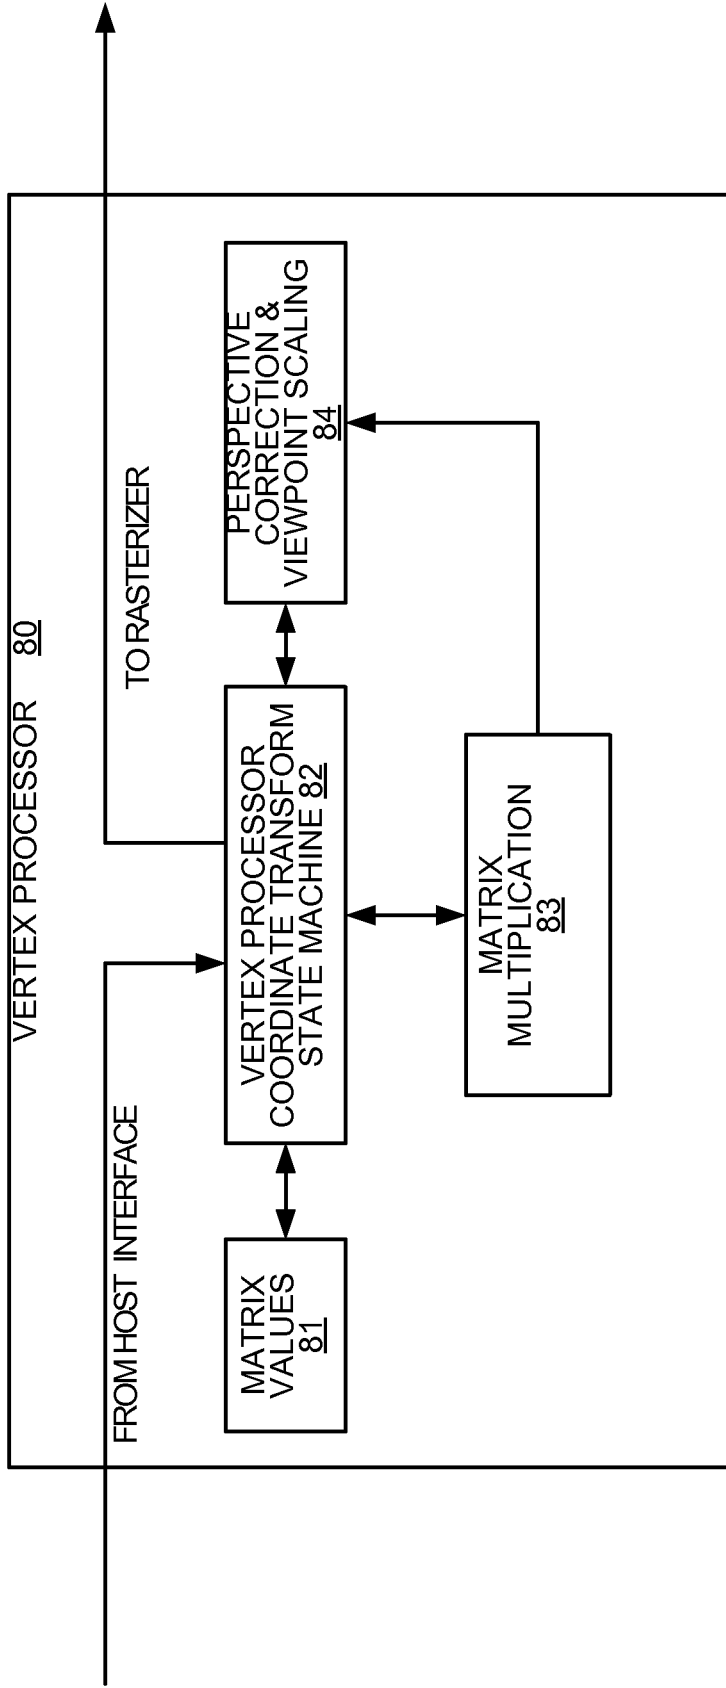 VERTEX PROCESSOR 80
FROM HOST INTERFACE
TO RASTERIZER
MATRIX
VALUES
81
VERTEX PROCESSOR
COORDINATE TRANSFORM
STATE MACHINE 82
PERSPECTIVE
CORRECTION &
VIEWPOINT SCALING
84
MATRIX
MULTIPLICATION
83